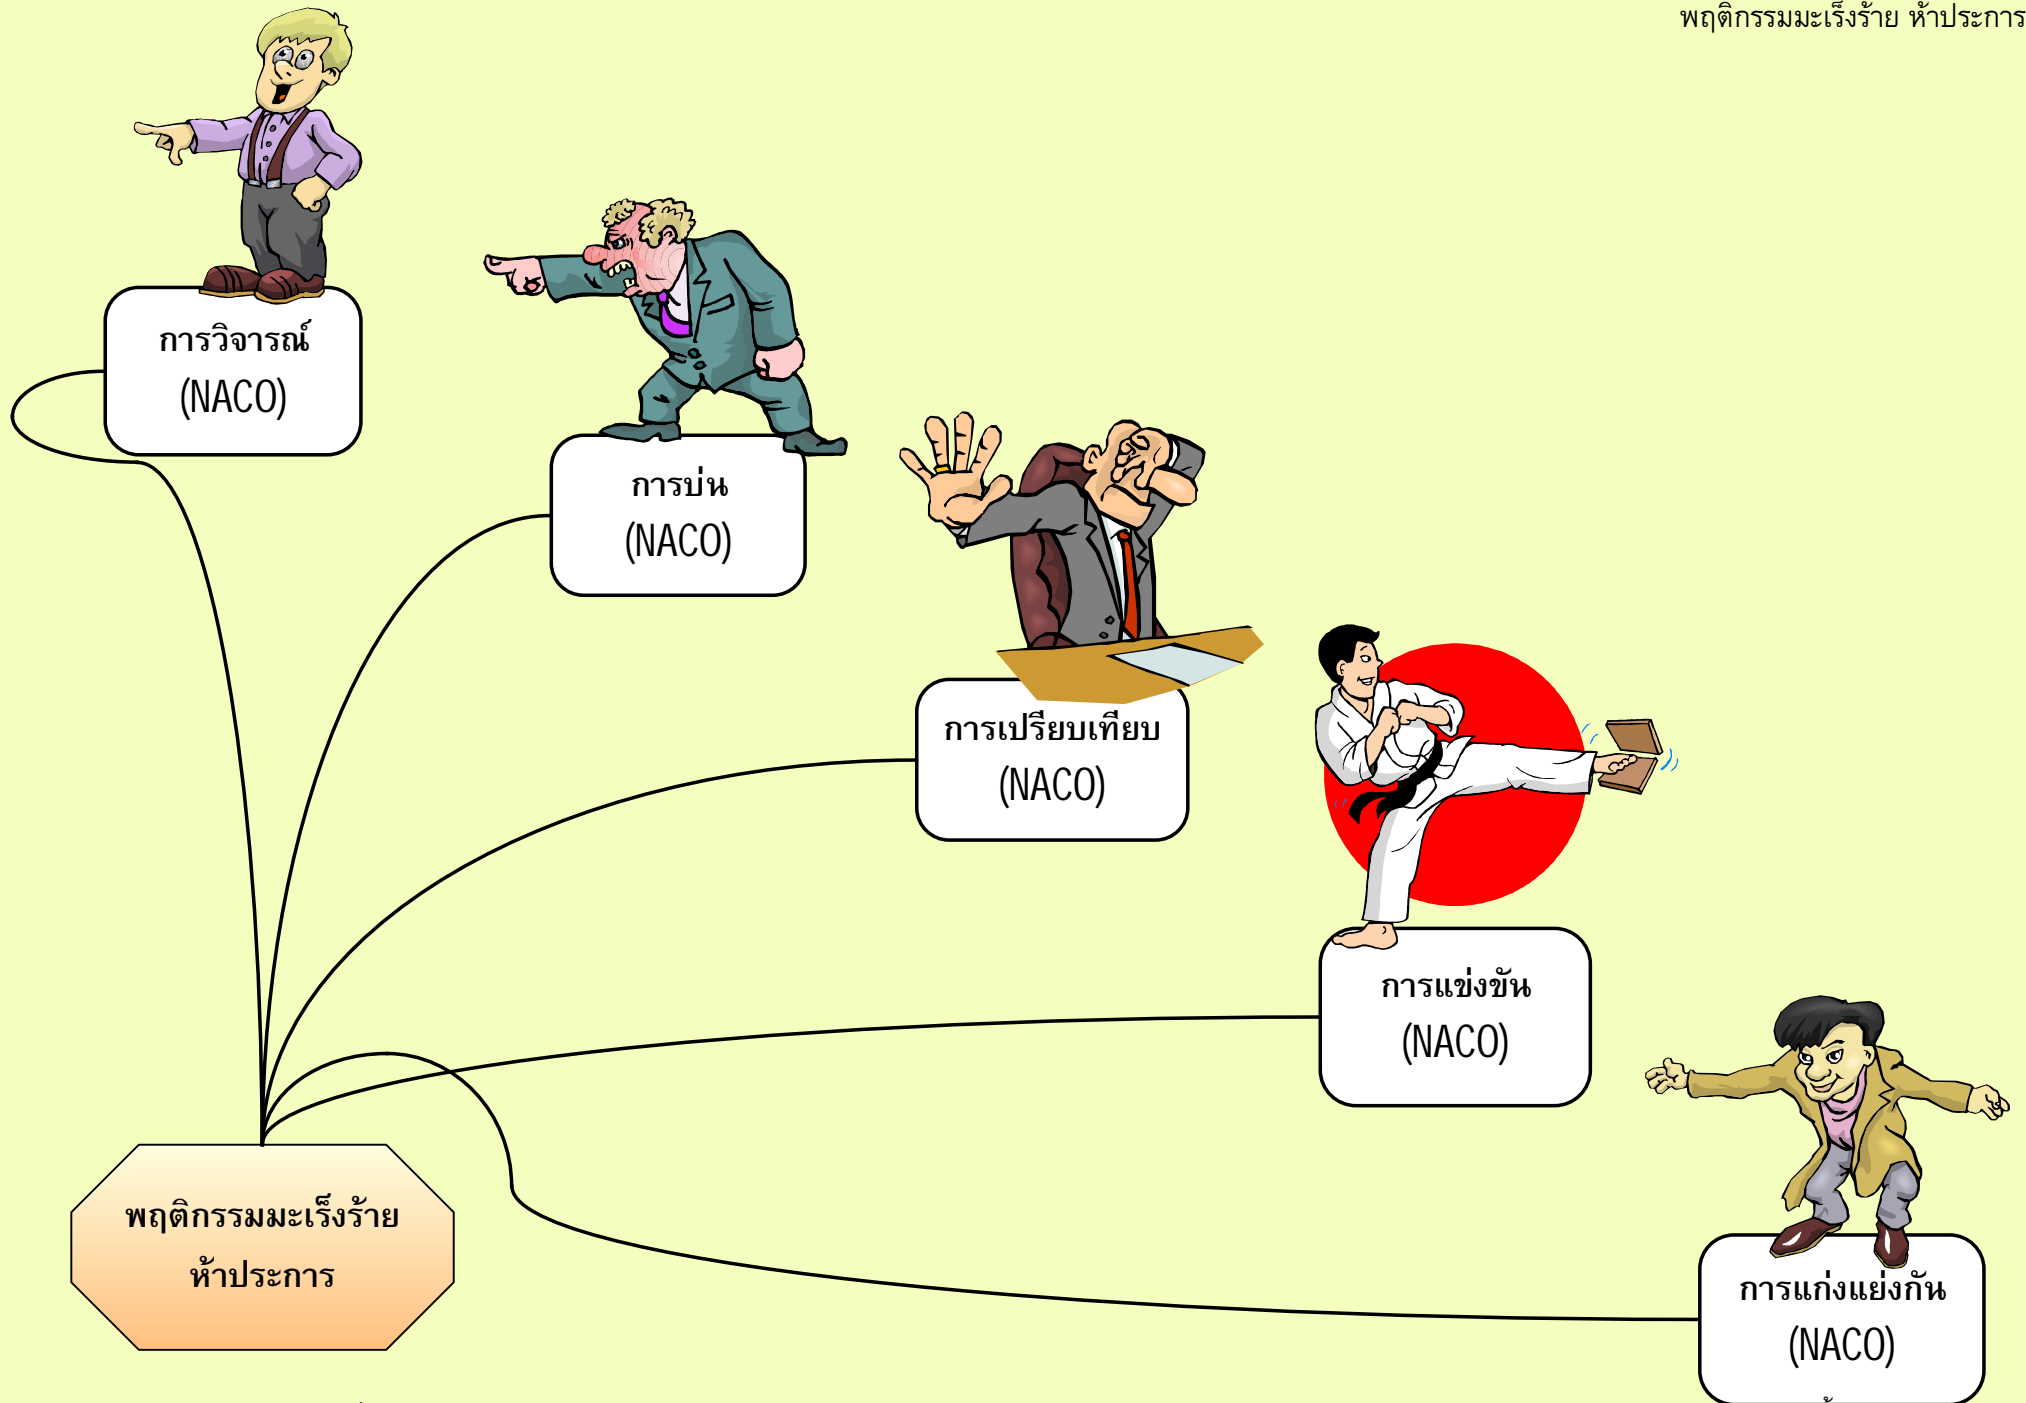 พฤติกรรมมะเร็งร้าย ห้าประการ
การวิจารณ์
(NACO)
การบ่น
(NACO)
การเปรียบเทียบ
(NACO)
การแข่งขัน
(NACO)
การแก่งแย่งกัน
(NACO)
พฤติกรรมมะเร็งร้าย
ห้าประการ